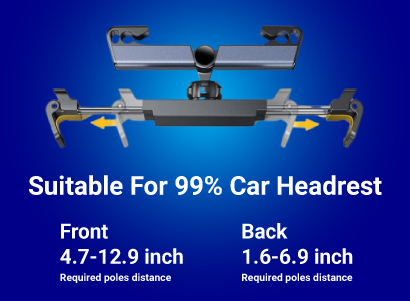 Suitable For 99% Car Headrest
Front
4.7-12.9 inch
Required poles distance
Back
1.6-6.9 inch
Required poles distance